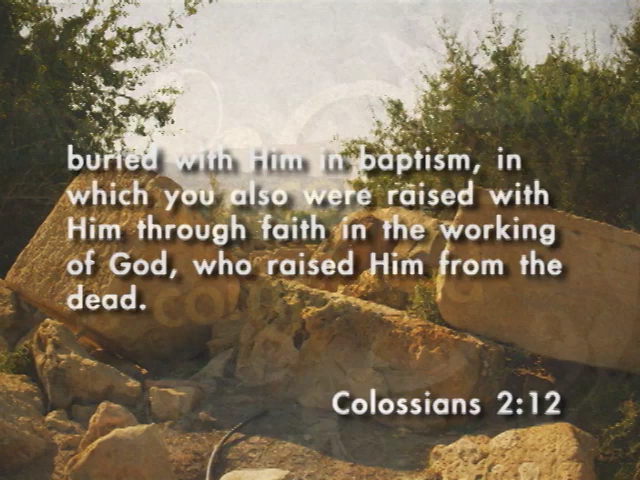 buried with Him in baptism, in
which you also were raised with
Him through faith in the working
of God, who raised Him from the
dead.
Colossians 2:12